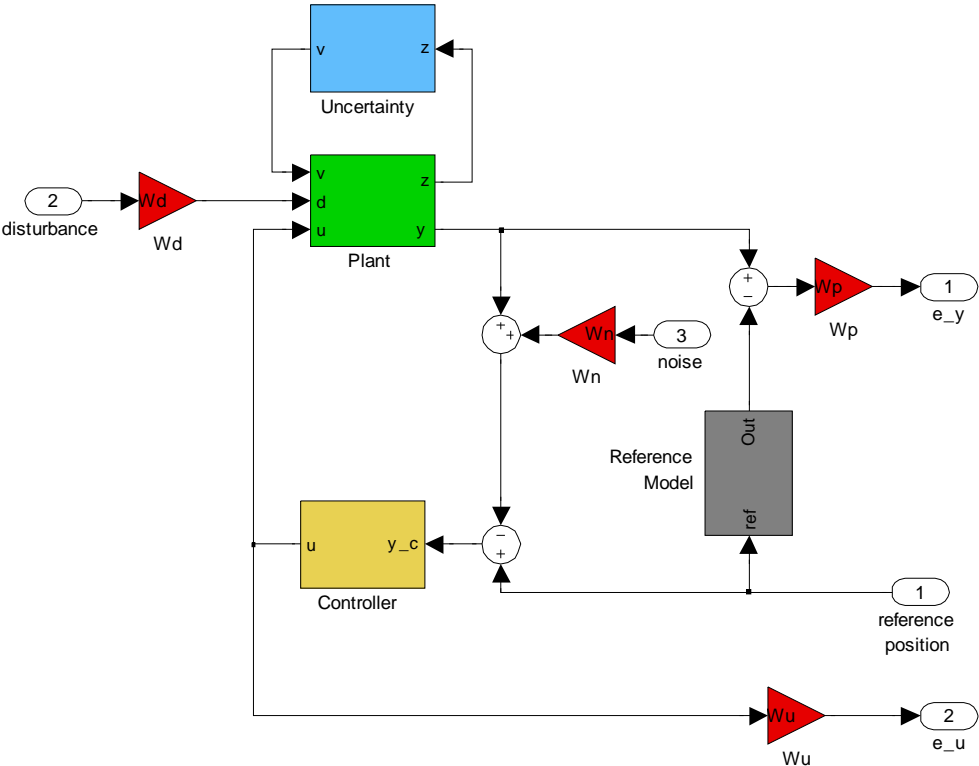 v
z
Uncertainty
v
z
2
Wd
d
disturbance
u
y
Wd
Plant
+
−
Wp
1
e_y
Wp
+
+
Wn
3
noise
Wn
Out
Reference
Model
ref
−
+
u
y_c
Controller
1
reference
position
Wu
2
e_u
Wu